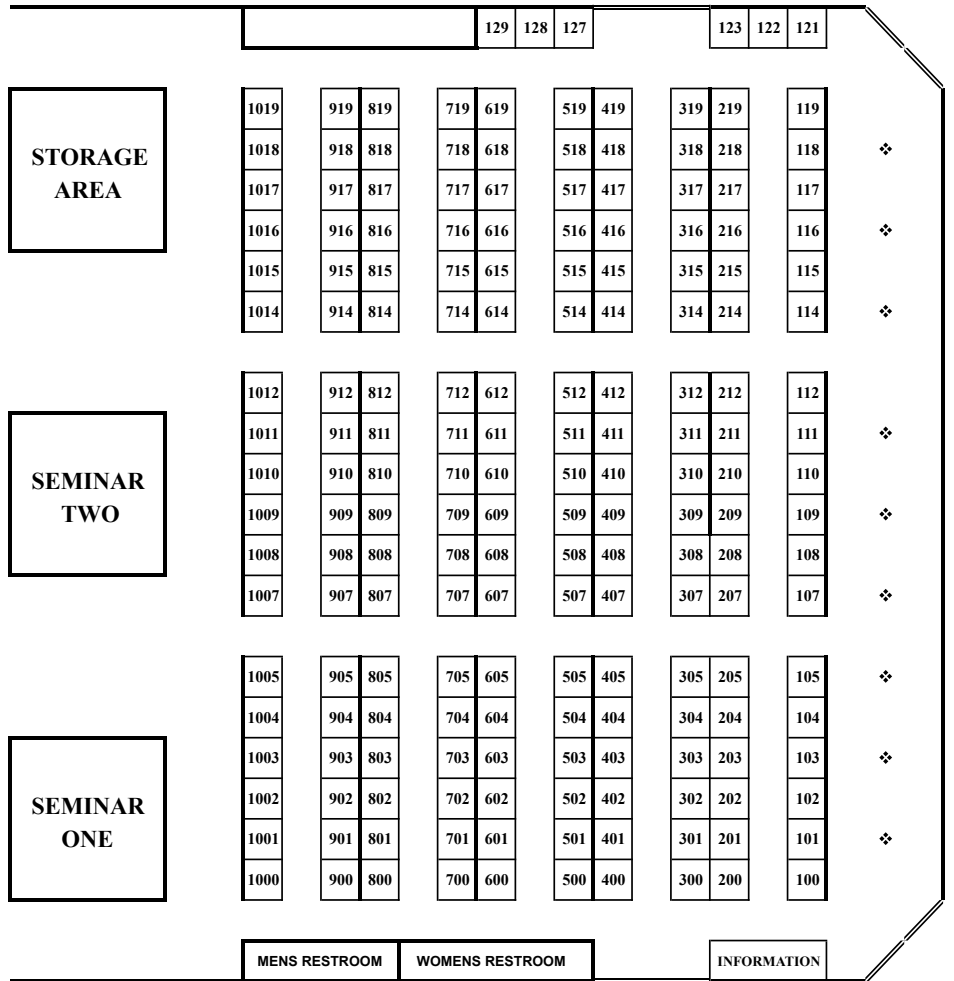 129 128 127 123 122 121
1019 919 819 719 619 519 419 319 219 119
STORAGE
AREA
1018 918 818 718 618 518 418 318 218 118
1017 917 817 717 617 517 417 317 217 117
1016 916 816 716 616 516 416 316 216 116
1015 915 815 715 615 515 415 315 215 115
1014 914 814 714 614 514 414 314 214 114
1012 912 812 712 612 512 412 312 212 112
1011 911 811 711 611 511 411 311 211 111
SEMINAR
TWO
1010 910 810 710 610 510 410 310 210 110
1009 909 809 709 609 509 409 309 209 109
1008 908 808 708 608 508 408 308 208 108
1007 907 807 707 607 507 407 307 207 107
1005 905 805 705 605 505 405 305 205 105
1004 904 804 704 604 504 404 304 204 104
1003 903 803 703 603 503 403 303 203 103
SEMINAR
ONE
1002 902 802 702 602 502 402 302 202 102
1001 901 801 701 601 501 401 301 201 101
1000 900 800 700 600 500 400 300 200 100
MENS RESTROOM WOMENS RESTROOM INFORMATION